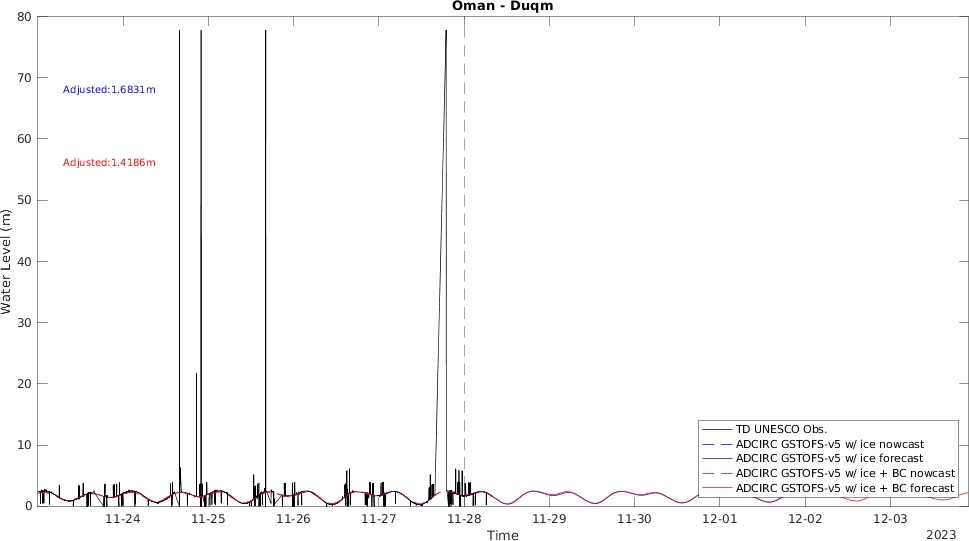 Oman - Duqm
80
70
60
50
40
30
20
10
0
Water Level (m)
Adjusted:1.6831m
Adjusted:1.4186m
TD UNESCO Obs.
ADCIRC GSTOFS-v5 w/ ice nowcast
ADCIRC GSTOFS-v5 w/ ice forecast
ADCIRC GSTOFS-v5 w/ ice + BC nowcast
ADCIRC GSTOFS-v5 w/ ice + BC forecast
11-24 11-25 11-26 11-27 11-28 11-29 11-30 12-01 12-02 12-03
Time
2023